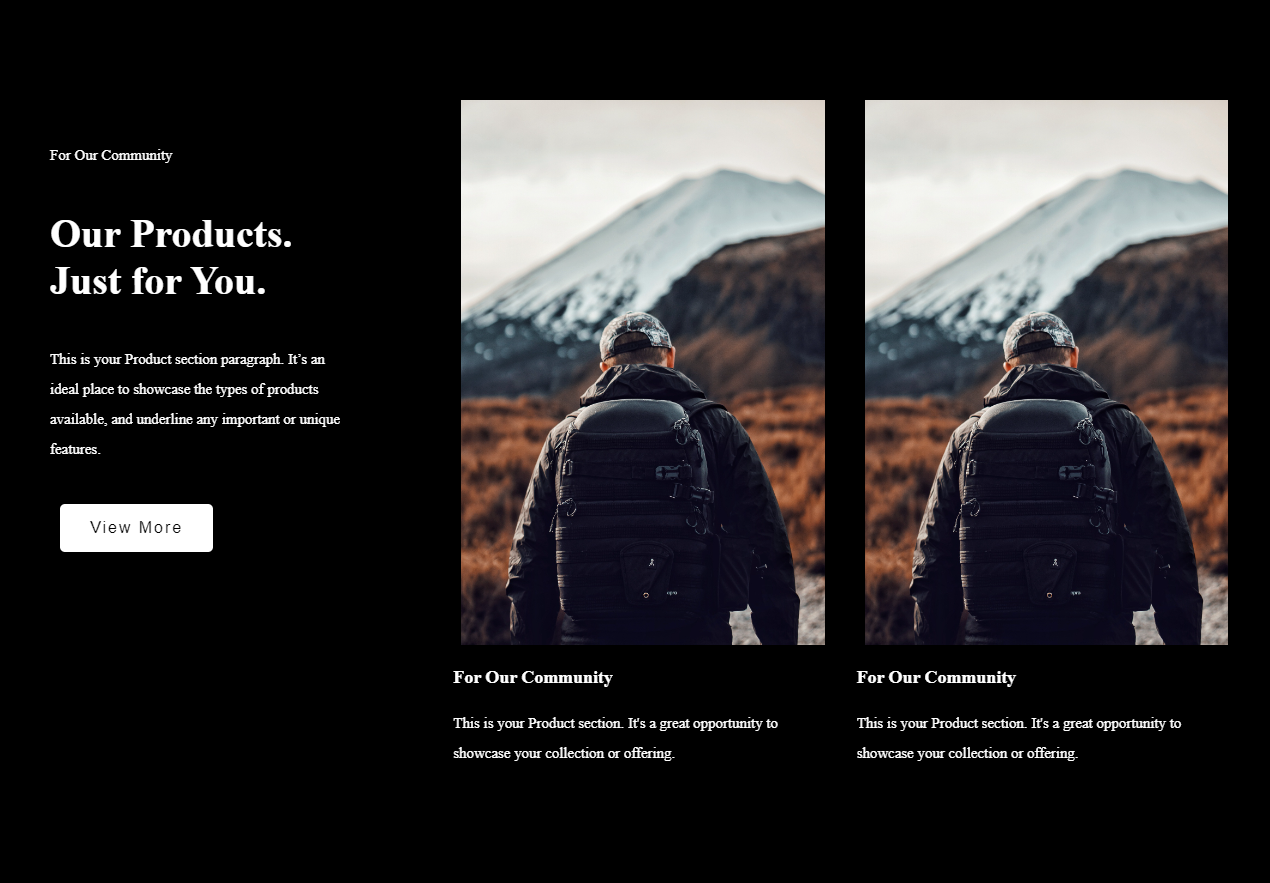 For Our Community
Our Products.
Just for You.
This is your Product section paragraph. It’s an
ideal place to showcase the types of products
available, and underline any important or unique
features.
View More
For Our Community
This is your Product section. It's a great opportunity to
showcase your collection or offering.
For Our Community
This is your Product section. It's a great opportunity to
showcase your collection or offering.